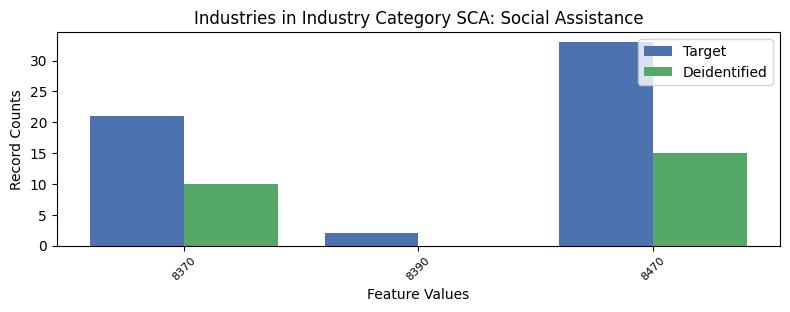 Industries in Industry Category SCA: Social Assistance
Target
Deidentified
Record Counts
30
25
20
15
10
5
0
8370
8390
8470
Feature Values